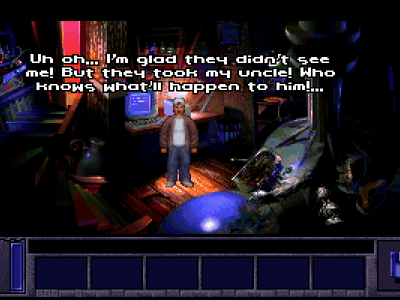 Uh oh... I'm glad they didn't see
me! But they took my uncle! Who
knows what'll happen to him!...